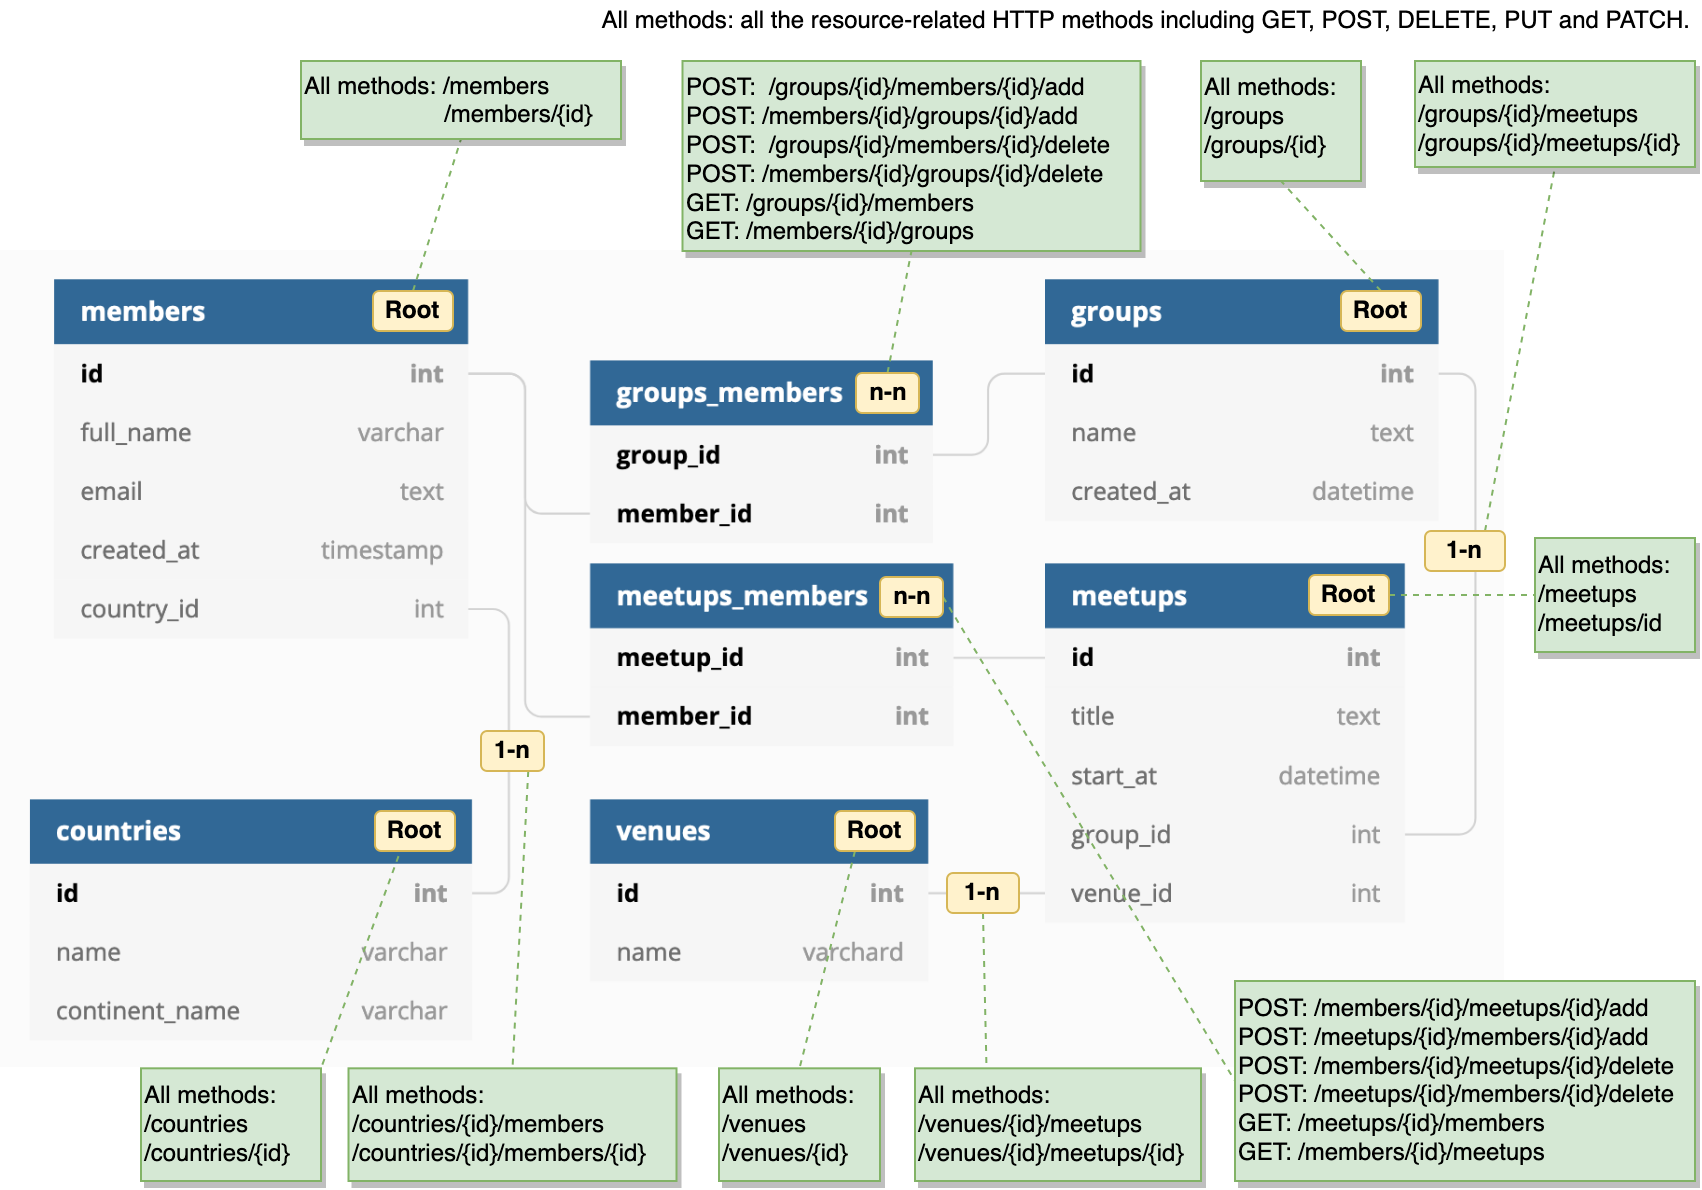 All methods: all the resource-related HTTP methods including GET, POST, DELETE, PUT and PATCH.
All methods: /members
/members/{id}
POST:  /groups/{id}/members/{id}/add
POST: /members/{id}/groups/{id}/add
POST:  /groups/{id}/members/{id}/delete
POST: /members/{id}/groups/{id}/delete
GET: /groups/{id}/members
GET: /members/{id}/groups
All methods:
/groups
/groups/{id}
All methods:
/groups/{id}/meetups
/groups/{id}/meetups/{id}
members Root
id int
full_name varchar
email text
created_at timestamp
country_id int
groups_members n-n
group_id int
member_id int
groups Root
id int
name text
created_at datetime
1-n
meetups_members n-n
meetup_id int
member_id int
meetups Root
id int
title text
start_at datetime
group_id int
venue_id int
All methods:
/meetups
/meetups/id
1-n
countries Root
id int
name varchar
continent_name varchar
venues Root
id int
name varchard
1-n
All methods:
/countries
/countries/{id}
All methods:
/countries/{id}/members
/countries/{id}/members/{id}
All methods:
/venues
/venues/{id}
All methods:
/venues/{id}/meetups
/venues/{id}/meetups/{id}
POST: /members/{id}/meetups/{id}/add
POST: /meetups/{id}/members/{id}/add
POST: /members/{id}/meetups/{id}/delete
POST: /meetups/{id}/members/{id}/delete
GET: /meetups/{id}/members
GET: /members/{id}/meetups